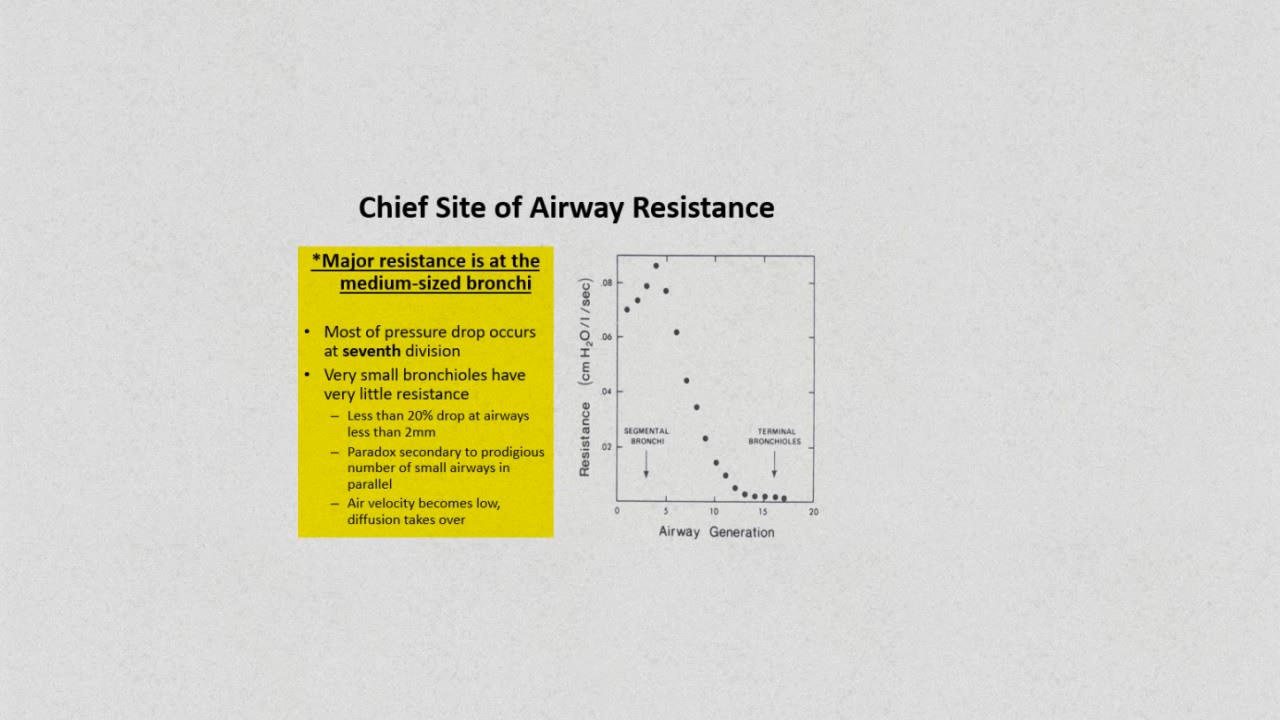 Chief Site of Airway Resistance
*Major resistance is at the
medium-sized bronchi
• Most of pressure drop occurs
at seventh division
• Very small bronchioles have
very little resistance
– Less than 20% drop at airways
less than 2mm
– Paradox secondary to prodigious
number of small airways in
parallel
– Air velocity becomes low,
diffusion takes over
Resistance (cm H₂O/l/sec)
.08
.06
.04
.02
SEGMENTAL
BRONCHI
TERMINAL
BRONCHIOLES
0 5 10 15 20
Airway Generation